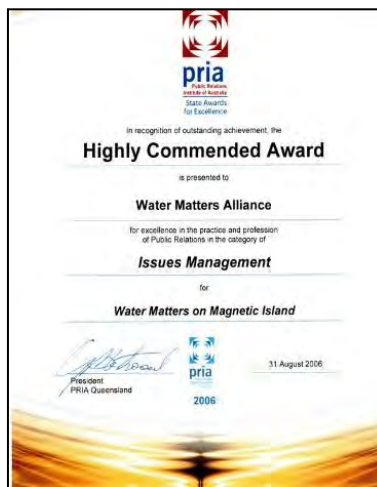 pria
Public Relations
Institute of Australia
State Awards
for Excellence
In recognition of outstanding achievement, the
Highly Commended Award
is presented to
Water Matters Alliance
for excellence in the practice and profession
of Public Relations in the category of
Issues Management
for
Water Matters on Magnetic Island
President
PRIA Queensland
pria
2006
31 August 2006